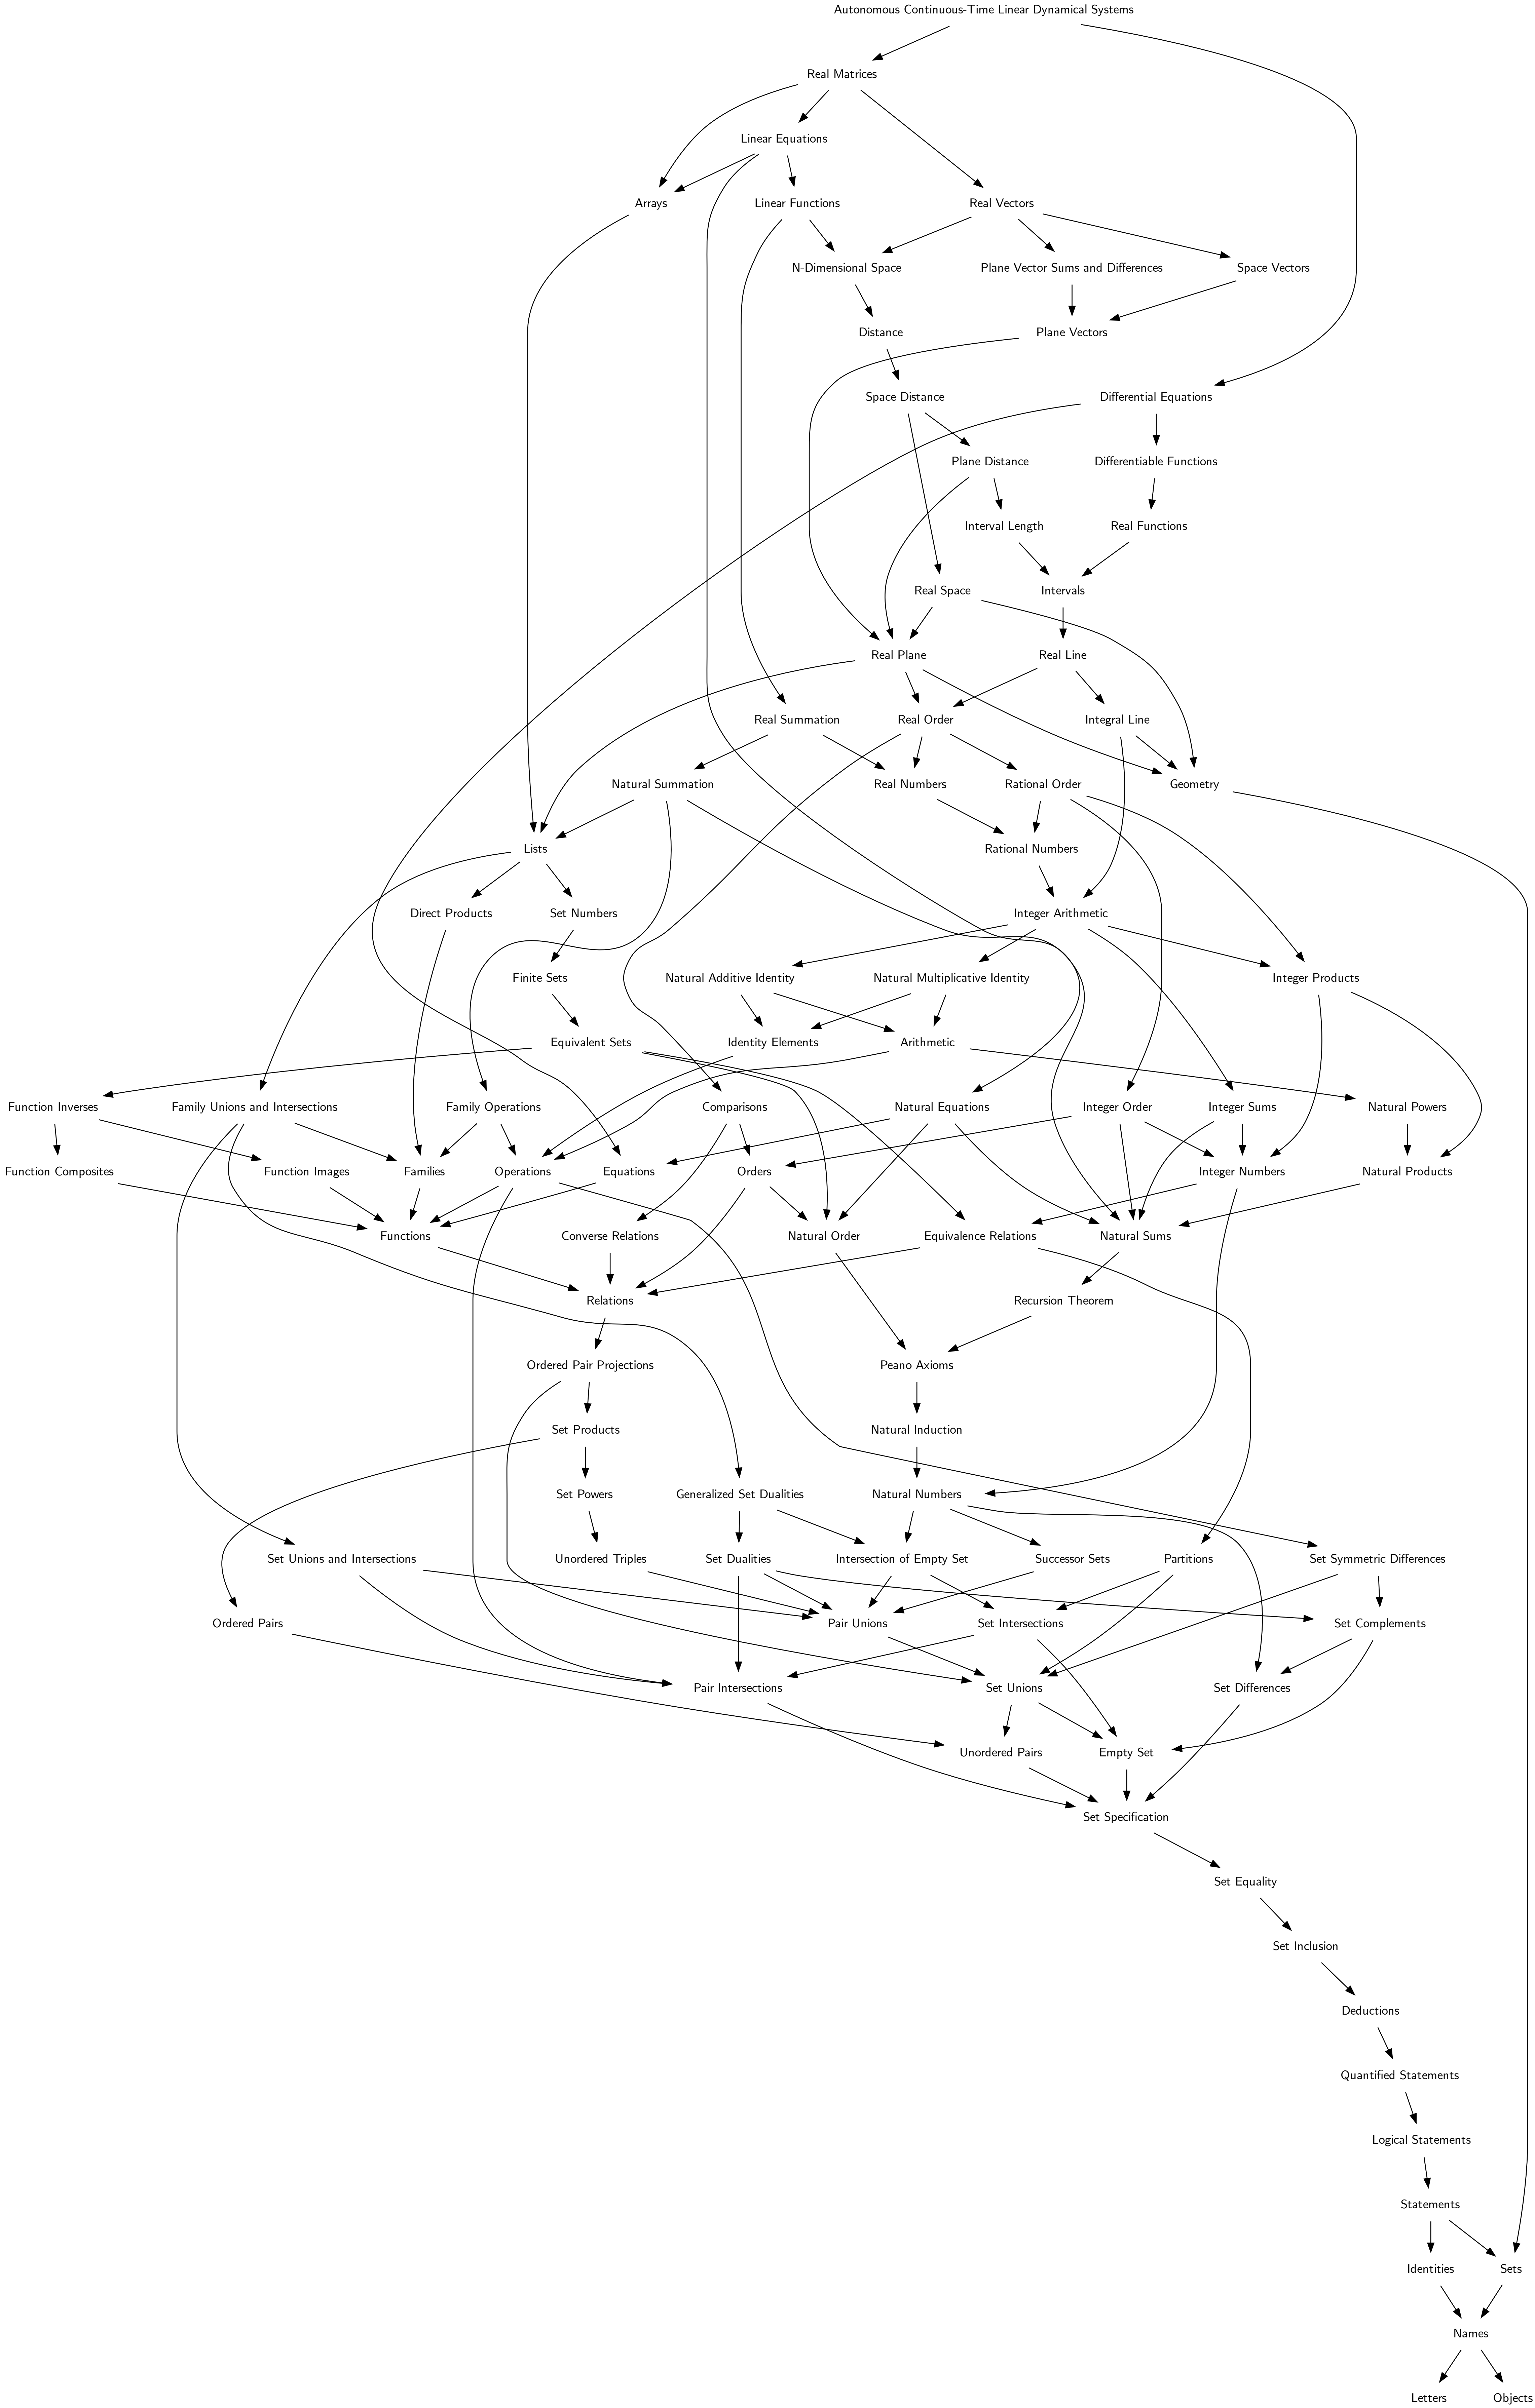 Autonomous Continuous-Time Linear Dynamical Systems
Real Matrices
Linear Equations
Arrays
Linear Functions
Real Vectors
N-Dimensional Space
Plane Vector Sums and Differences
Space Vectors
Distance
Plane Vectors
Space Distance
Differential Equations
Plane Distance
Differentiable Functions
Interval Length
Real Functions
Real Space
Intervals
Real Plane
Real Line
Real Summation
Real Order
Integral Line
Natural Summation
Real Numbers
Rational Order
Geometry
Lists
Rational Numbers
Direct Products
Set Numbers
Integer Arithmetic
Finite Sets
Natural Additive Identity
Natural Multiplicative Identity
Integer Products
Equivalent Sets
Identity Elements
Arithmetic
Function Inverses
Family Unions and Intersections
Family Operations
Comparisons
Natural Equations
Integer Order
Integer Sums
Natural Powers
Function Composites
Function Images
Families
Operations
Equations
Orders
Integer Numbers
Natural Products
Functions
Converse Relations
Natural Order
Equivalence Relations
Natural Sums
Relations
Recursion Theorem
Ordered Pair Projections
Peano Axioms
Set Products
Natural Induction
Set Powers
Generalized Set Dualities
Natural Numbers
Set Unions and Intersections
Unordered Triples
Set Dualities
Intersection of Empty Set
Successor Sets
Partitions
Set Symmetric Differences
Ordered Pairs
Pair Unions
Set Intersections
Set Complements
Pair Intersections
Set Unions
Set Differences
Unordered Pairs
Empty Set
Set Specification
Set Equality
Set Inclusion
Deductions
Quantified Statements
Logical Statements
Statements
Identities
Sets
Names
Letters
Objects